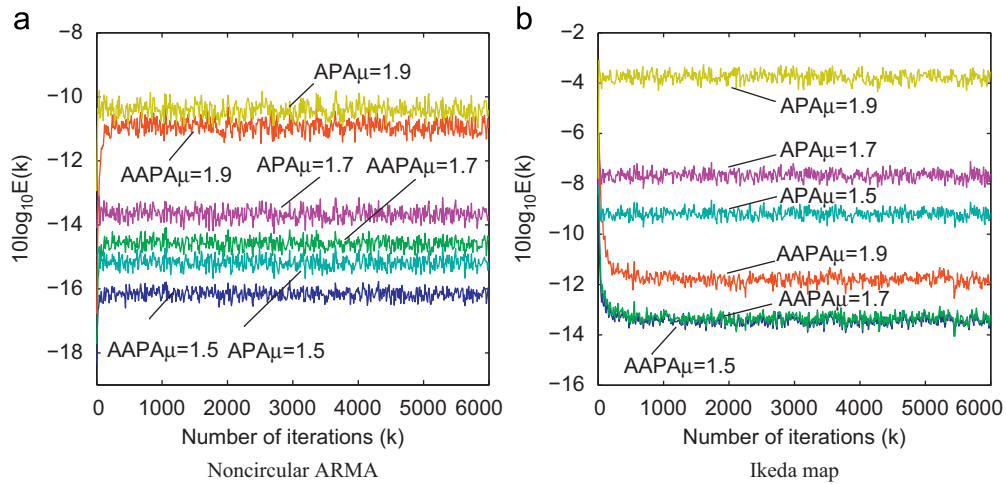 a
−8
−10
−12
−14
−16
−18
10log10E(k)
APAμ=1.9
AAPAμ=1.9
APAμ=1.7
AAPAμ=1.7
AAPAμ=1.5
APAμ=1.5
0 1000 2000 3000 4000 5000 6000
Number of iterations (k)
Noncircular ARMA
b
−2
−4
−6
−8
−10
−12
−14
−16
10log10E(k)
APAμ=1.9
APAμ=1.7
APAμ=1.5
AAPAμ=1.9
AAPAμ=1.7
AAPAμ=1.5
0 1000 2000 3000 4000 5000 6000
Number of iterations (k)
Ikeda map